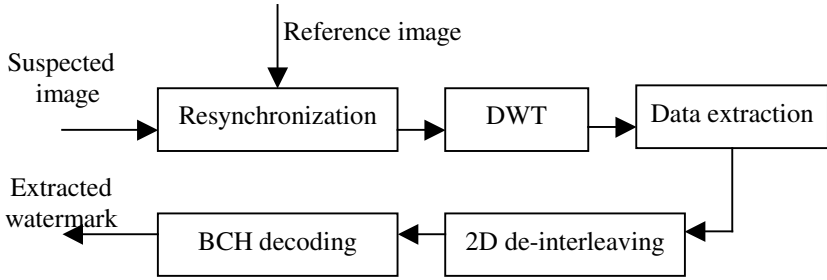 Reference image
Suspected
image
Resynchronization
DWT
Data extraction
Extracted
watermark
BCH decoding
2D de-interleaving